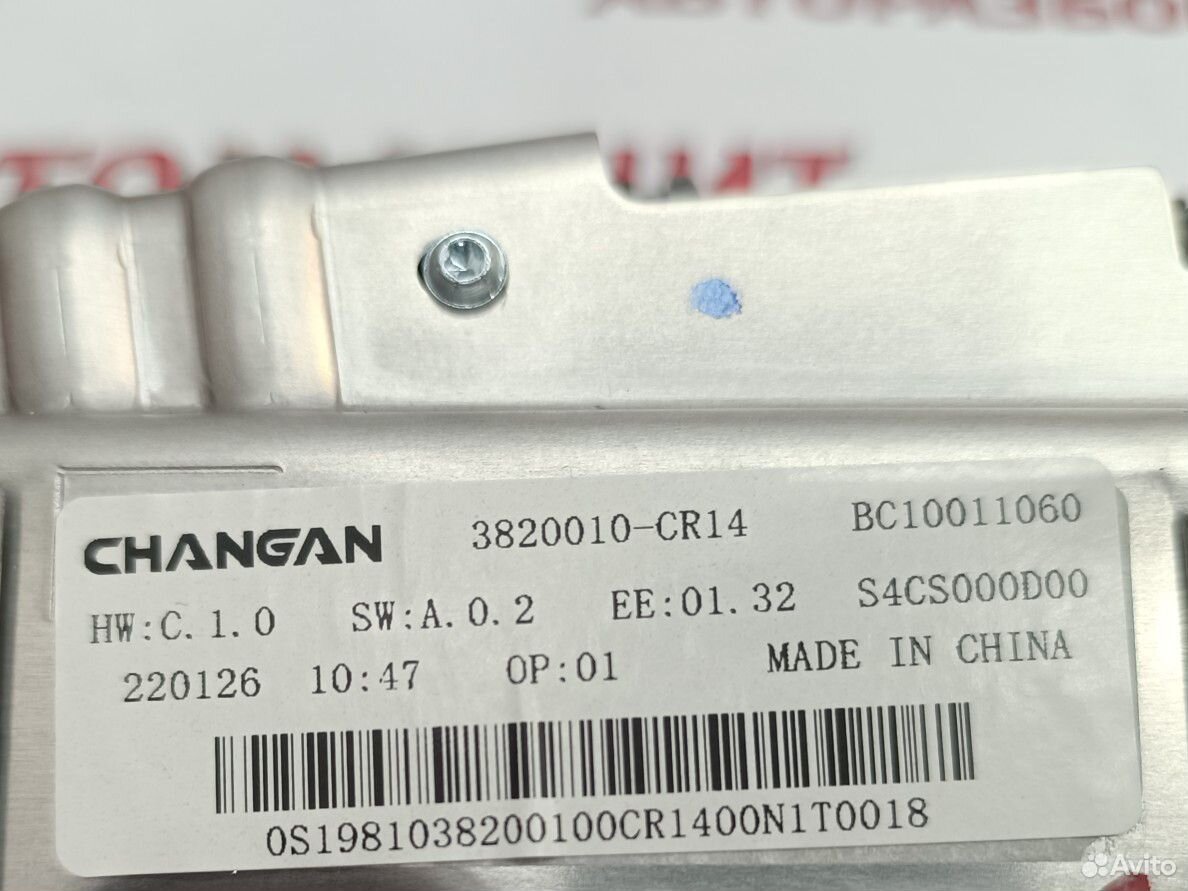 CHANGAN 3820010-CR14 BC10011060
HW:C.1.0 SW:A.0.2 EE:01.32 S4CS000D00
220126 10:47 OP:01 MADE IN CHINA
0S1981038200100CR1400N1T0018
Avito